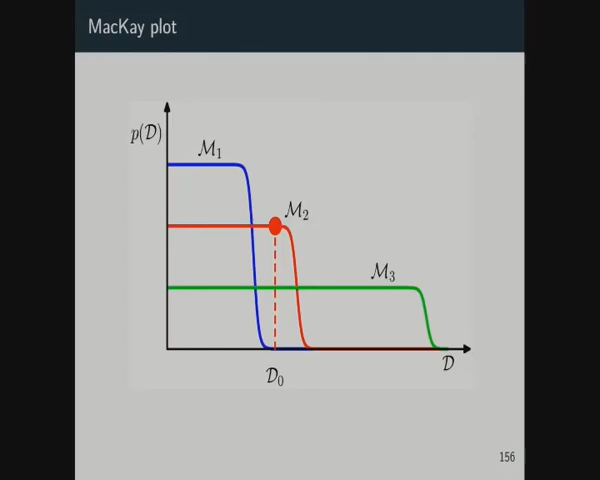 MacKay plot
p(𝒟)
ℳ₁
ℳ₂
ℳ₃
𝒟
𝒟₀
156